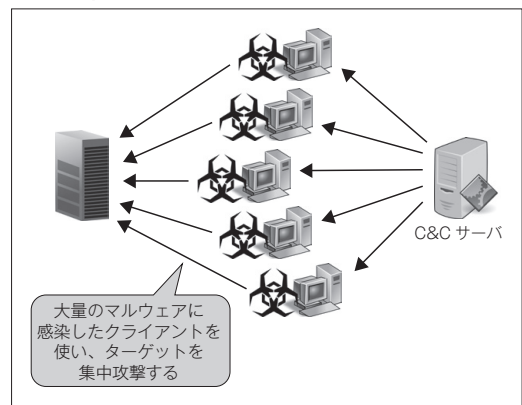 C&C サーバ
大量のマルウェアに
感染したクライアントを
使い、ターゲットを
集中攻撃する